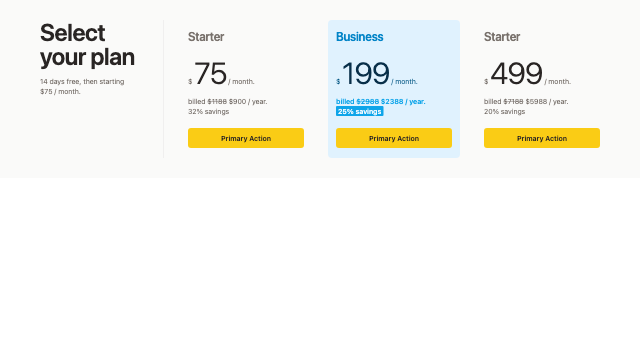 Select
your plan
14 days free, then starting
$75 / month.
Starter
$ 75 / month.
billed $1188 $900 / year.
32% savings
Primary Action
Business
$ 199 / month.
billed $2988 $2388 / year.
25% savings
Primary Action
Starter
$ 499 / month.
billed $7188 $5988 / year.
20% savings
Primary Action